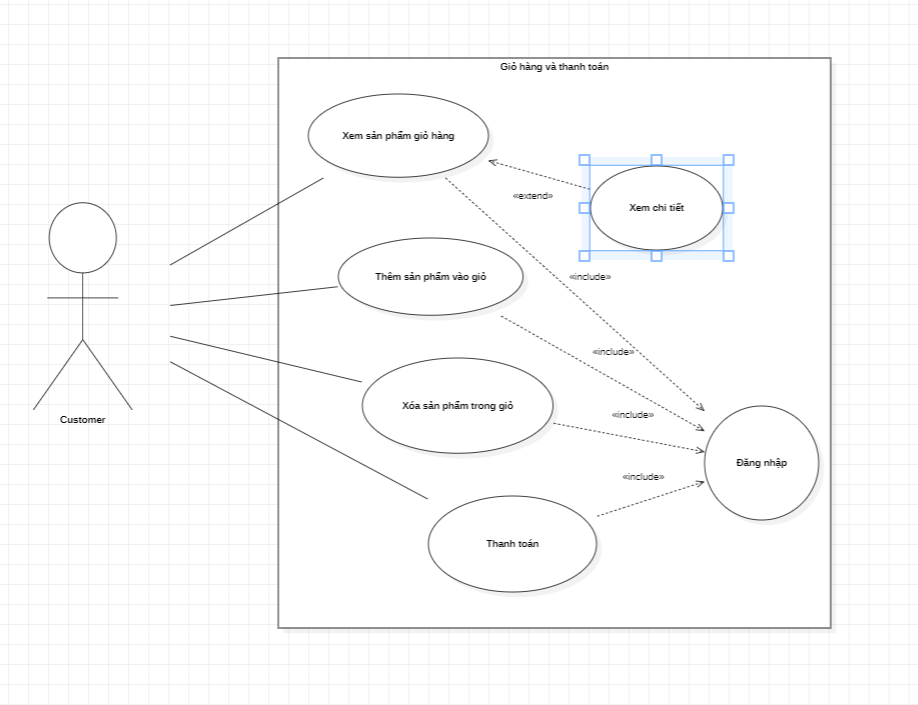 Giỏ hàng và thanh toán
Xem sản phẩm giỏ hàng
«extend»
Xem chi tiết
Thêm sản phẩm vào giỏ
«include»
«include»
Xóa sản phẩm trong giỏ
«include»
Customer
Đăng nhập
«include»
Thanh toán